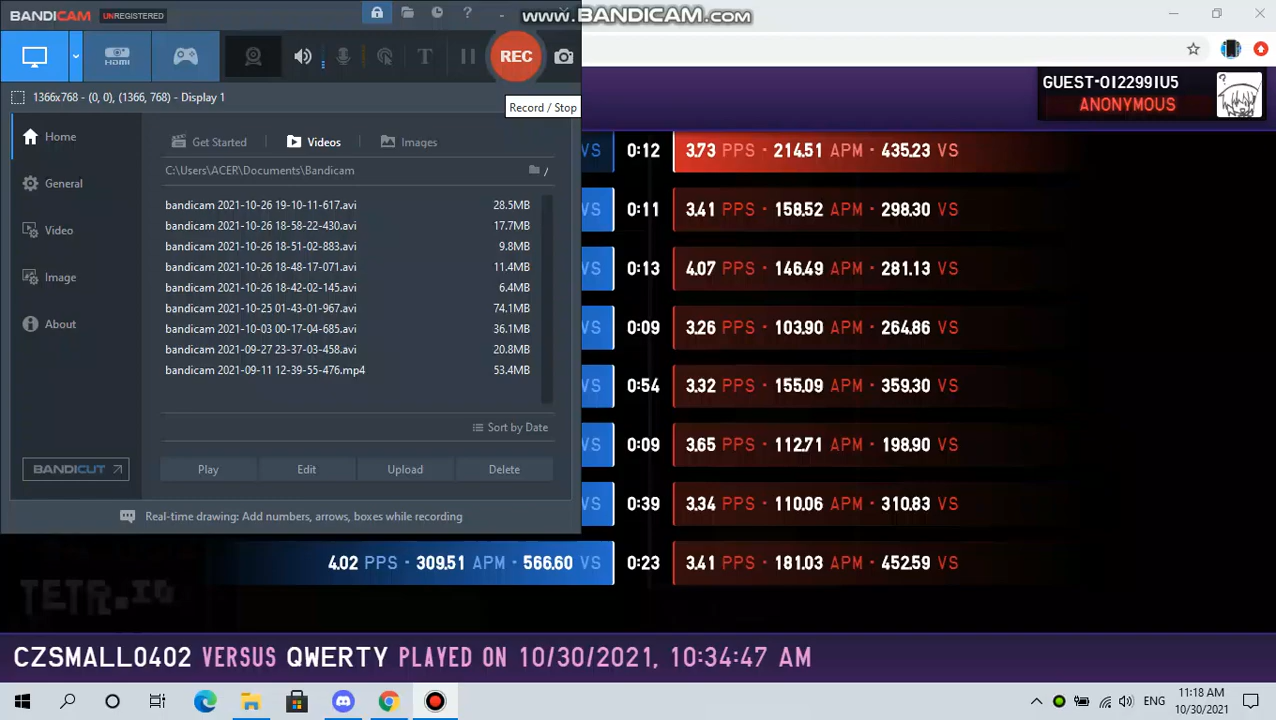 BANDICAM UNREGISTERED
www.BANDICAM.com
HDMI
REC
1366x768 - (0, 0), (1366, 768) - Display 1
Record / Stop
Home
General
Video
Image
About
BANDICUT
Get Started
Videos
Images
C:\Users\ACER\Documents\Bandicam
/
bandicam 2021-10-26 19-10-11-617.avi 28.5MB
bandicam 2021-10-26 18-58-22-430.avi 17.7MB
bandicam 2021-10-26 18-51-02-883.avi 9.8MB
bandicam 2021-10-26 18-48-17-071.avi 11.4MB
bandicam 2021-10-26 18-42-02-145.avi 6.4MB
bandicam 2021-10-25 01-43-01-967.avi 74.1MB
bandicam 2021-10-03 00-17-04-685.avi 36.1MB
bandicam 2021-09-27 23-37-03-458.avi 20.8MB
bandicam 2021-09-11 12-39-55-476.mp4 53.4MB
Sort by Date
Play Edit Upload Delete
Real-time drawing: Add numbers, arrows, boxes while recording
GUEST-OI2299IU5
ANONYMOUS
VS 0:12 3.73 PPS · 214.51 APM · 435.23 VS
VS 0:11 3.41 PPS · 158.52 APM · 298.30 VS
VS 0:13 4.07 PPS · 146.49 APM · 281.13 VS
VS 0:09 3.26 PPS · 103.90 APM · 264.86 VS
VS 0:54 3.32 PPS · 155.09 APM · 359.30 VS
VS 0:09 3.65 PPS · 112.71 APM · 198.90 VS
VS 0:39 3.34 PPS · 110.06 APM · 310.83 VS
4.02 PPS · 309.51 APM · 566.60 VS 0:23 3.41 PPS · 181.03 APM · 452.59 VS
TETR.IO
CZSMALL0402 VERSUS QWERTY PLAYED ON 10/30/2021, 10:34:47 AM
ENG
11:18 AM
10/30/2021